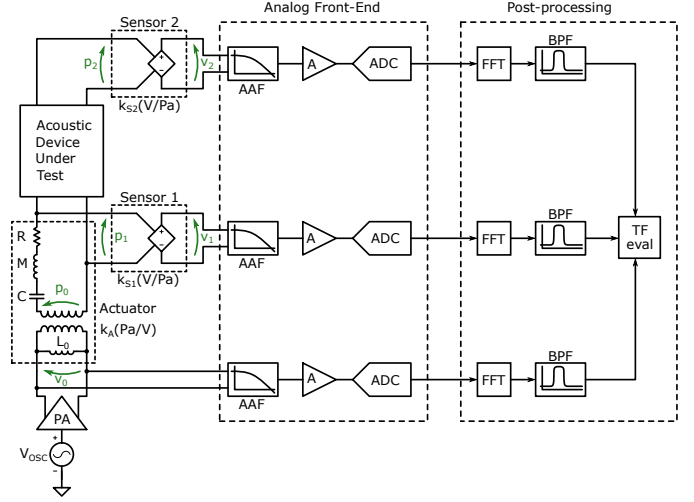 Analog Front-End
Post-processing
Sensor 2
p2
+
−
v2
kS2(V/Pa)
AAF
A
ADC
FFT
BPF
Acoustic
Device
Under
Test
Sensor 1
p1
+
−
v1
kS1(V/Pa)
AAF
A
ADC
FFT
BPF
TF
eval
R
M
C
p0
Actuator
kA(Pa/V)
L0
v0
AAF
A
ADC
FFT
BPF
PA
+
VOSC
−